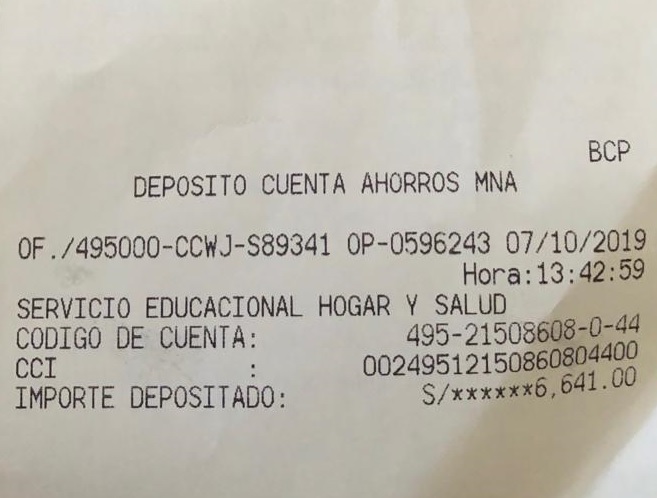 BCP
DEPOSITO CUENTA AHORROS MNA
OF./495000-CCWJ-S89341 OP-0596243 07/10/2019
Hora:13:42:59
SERVICIO EDUCACIONAL HOGAR Y SALUD
CODIGO DE CUENTA: 495-21508608-0-44
CCI : 00249512150860804400
IMPORTE DEPOSITADO: S/******6,641.00